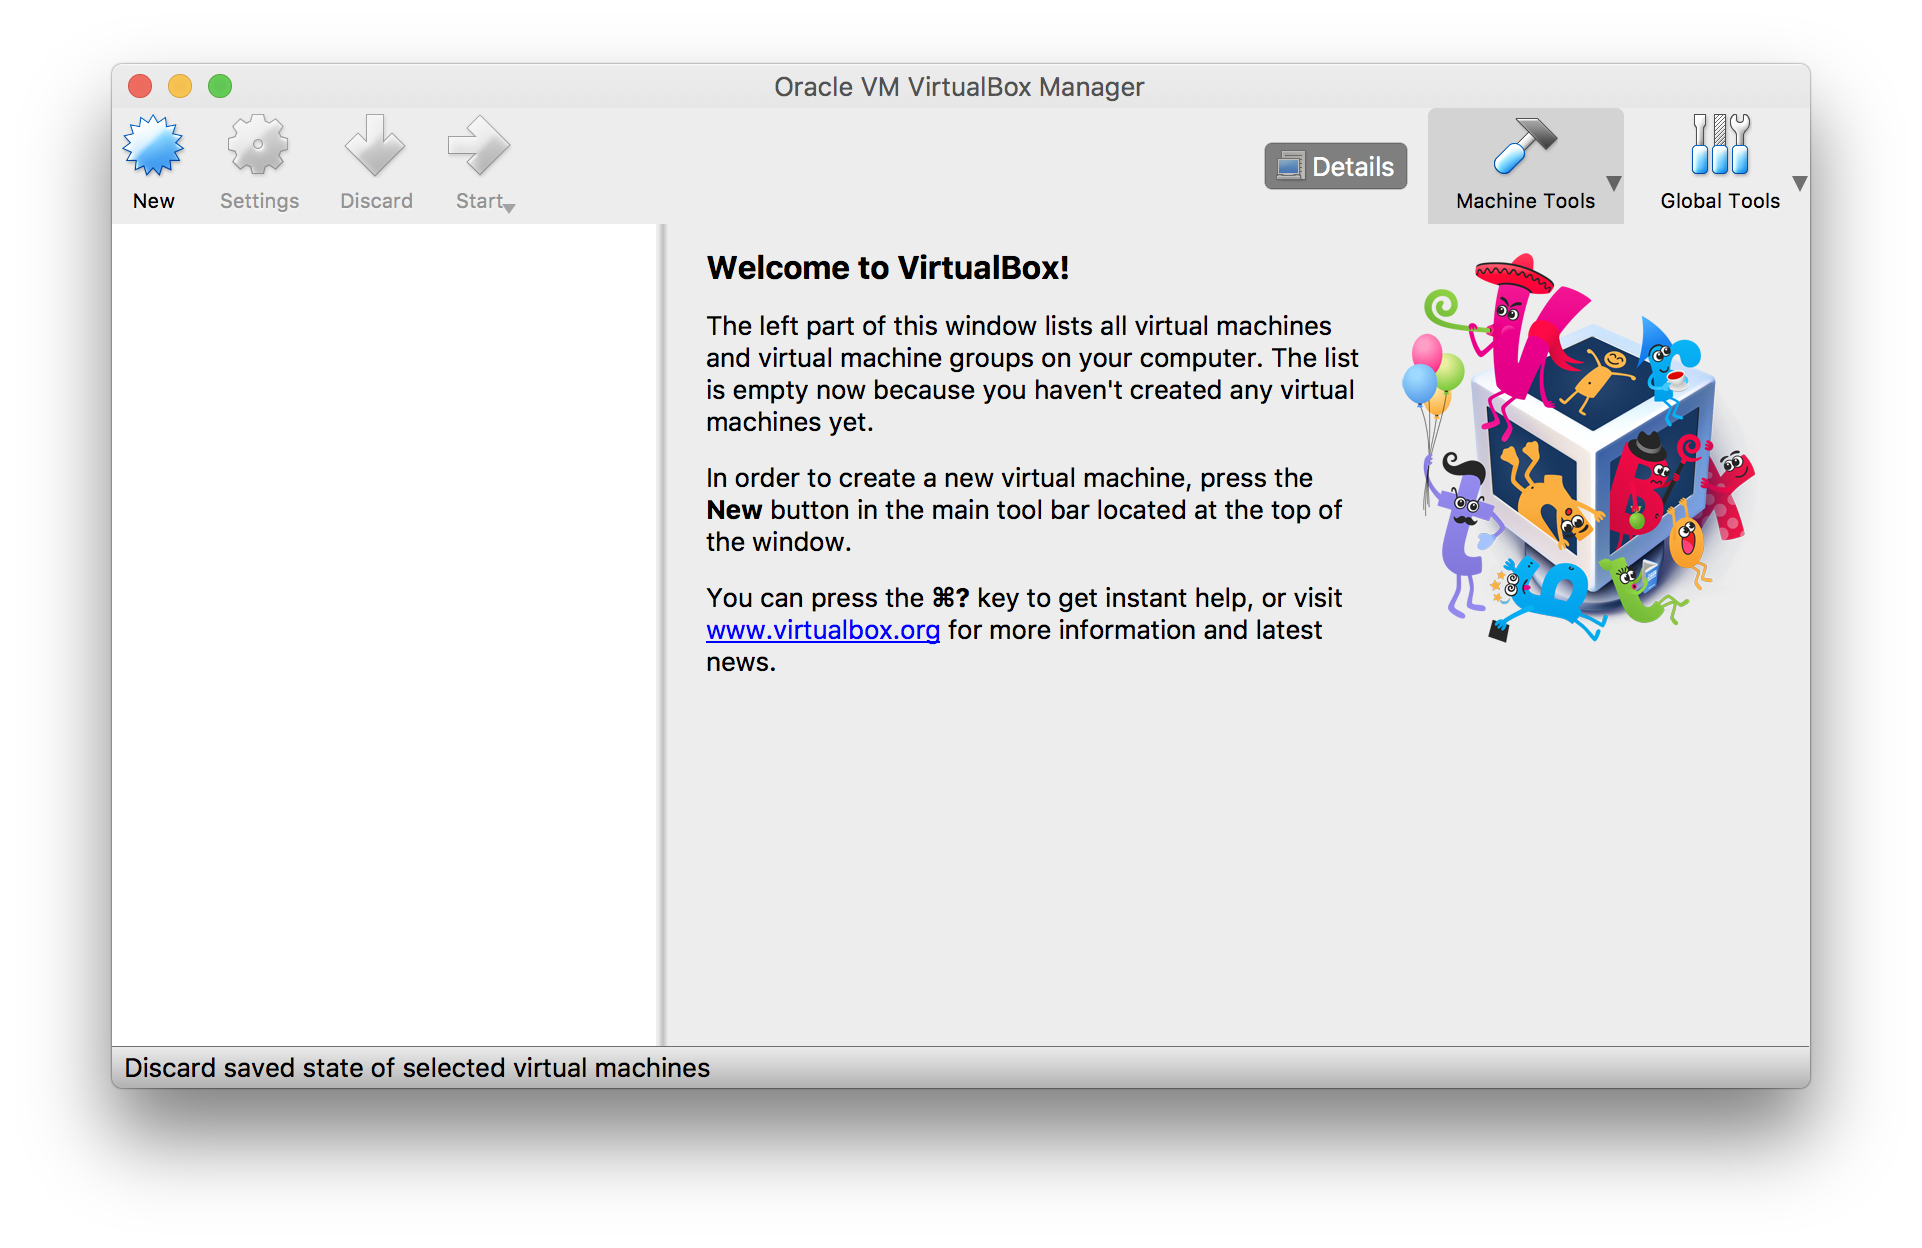 Oracle VM VirtualBox Manager
New
Settings
Discard
Start
Details
Machine Tools
Global Tools
Welcome to VirtualBox!
The left part of this window lists all virtual machines
and virtual machine groups on your computer. The list
is empty now because you haven't created any virtual
machines yet.
In order to create a new virtual machine, press the
New button in the main tool bar located at the top of
the window.
You can press the ⌘? key to get instant help, or visit
www.virtualbox.org for more information and latest
news.
Discard saved state of selected virtual machines